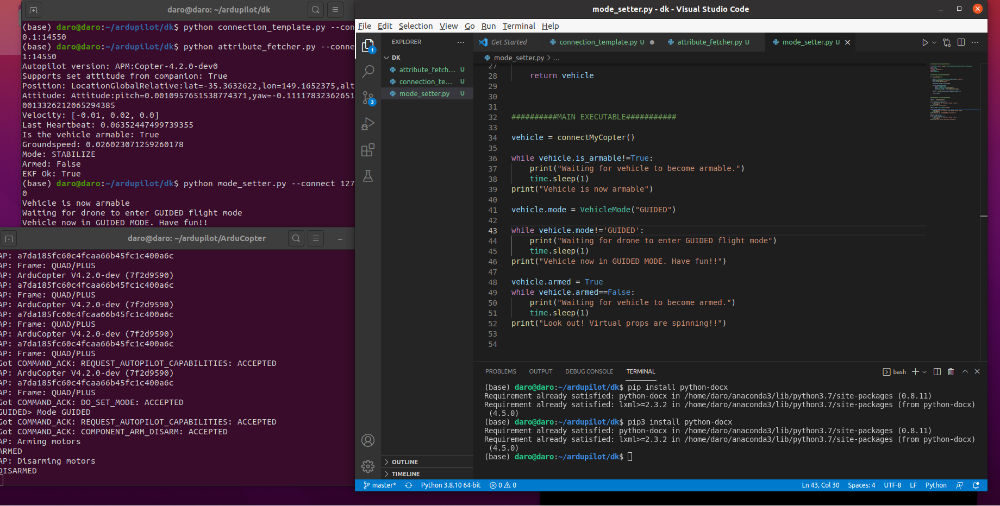 daro@daro: ~/ardupilot/dk
(base) daro@daro:~/ardupilot/dk$ python connection_template.py --con
0.1:14550
(base) daro@daro:~/ardupilot/dk$ python attribute_fetcher.py --conne
1:14550
Autopilot version: APM:Copter-4.2.0-dev0
Supports set attitude from companion: True
Position: LocationGlobalRelative:lat=-35.3632622,lon=149.1652375,alt
Attitude: Attitude:pitch=0.0010957651538774371,yaw=-0.11117832362651
0013326212065294385
Velocity: [-0.01, 0.02, 0.0]
Last Heartbeat: 0.06352447499739355
Is the vehicle armable: True
Groundspeed: 0.026023071259260178
Mode: STABILIZE
Armed: False
EKF Ok: True
(base) daro@daro:~/ardupilot/dk$ python mode_setter.py --connect 127
0
Vehicle is now armable
Waiting for drone to enter GUIDED flight mode
Vehicle now in GUIDED MODE. Have fun!!
daro@daro: ~/ardupilot/ArduCopter
AP: a7da185fc60c4fcaa66b45fc1c400a6c
AP: Frame: QUAD/PLUS
AP: ArduCopter V4.2.0-dev (7f2d9590)
AP: a7da185fc60c4fcaa66b45fc1c400a6c
AP: Frame: QUAD/PLUS
AP: ArduCopter V4.2.0-dev (7f2d9590)
AP: a7da185fc60c4fcaa66b45fc1c400a6c
AP: Frame: QUAD/PLUS
AP: ArduCopter V4.2.0-dev (7f2d9590)
AP: a7da185fc60c4fcaa66b45fc1c400a6c
AP: Frame: QUAD/PLUS
Got COMMAND_ACK: REQUEST_AUTOPILOT_CAPABILITIES: ACCEPTED
AP: ArduCopter V4.2.0-dev (7f2d9590)
AP: a7da185fc60c4fcaa66b45fc1c400a6c
AP: Frame: QUAD/PLUS
Got COMMAND_ACK: DO_SET_MODE: ACCEPTED
GUIDED> Mode GUIDED
Got COMMAND_ACK: REQUEST_AUTOPILOT_CAPABILITIES: ACCEPTED
Got COMMAND_ACK: COMPONENT_ARM_DISARM: ACCEPTED
AP: Arming motors
ARMED
AP: Disarming motors
DISARMED
mode_setter.py - dk - Visual Studio Code
File Edit Selection View Go Run Terminal Help
EXPLORER
DK
attribute_fetch... U
connection_te... U
mode_setter.py U
OUTLINE
TIMELINE
1
3
Get Started connection_template.py U attribute_fetcher.py U mode_setter.py U
mode_setter.py > ...
27
28 return vehicle
29
30
31
32 ##########MAIN EXECUTABLE###########
33
34 vehicle = connectMyCopter()
35
36 while vehicle.is_armable!=True:
37 print("Waiting for vehicle to become armable.")
38 time.sleep(1)
39 print("Vehicle is now armable")
40
41 vehicle.mode = VehicleMode("GUIDED")
42
43 while vehicle.mode!='GUIDED':
44 print("Waiting for drone to enter GUIDED flight mode")
45 time.sleep(1)
46 print("Vehicle now in GUIDED MODE. Have fun!!")
47
48 vehicle.armed = True
49 while vehicle.armed==False:
50 print("Waiting for vehicle to become armed.")
51 time.sleep(1)
52 print("Look out! Virtual props are spinning!!")
53
54
PROBLEMS OUTPUT DEBUG CONSOLE TERMINAL
bash
(base) daro@daro:~/ardupilot/dk$ pip install python-docx
Requirement already satisfied: python-docx in /home/daro/anaconda3/lib/python3.7/site-packages (0.8.11)
Requirement already satisfied: lxml>=2.3.2 in /home/daro/anaconda3/lib/python3.7/site-packages (from python-docx)
(4.5.0)
(base) daro@daro:~/ardupilot/dk$ pip3 install python-docx
Requirement already satisfied: python-docx in /home/daro/anaconda3/lib/python3.7/site-packages (0.8.11)
Requirement already satisfied: lxml>=2.3.2 in /home/daro/anaconda3/lib/python3.7/site-packages (from python-docx)
(4.5.0)
(base) daro@daro:~/ardupilot/dk$
master* Python 3.8.10 64-bit 0 0 Ln 43, Col 30 Spaces: 4 UTF-8 LF Python